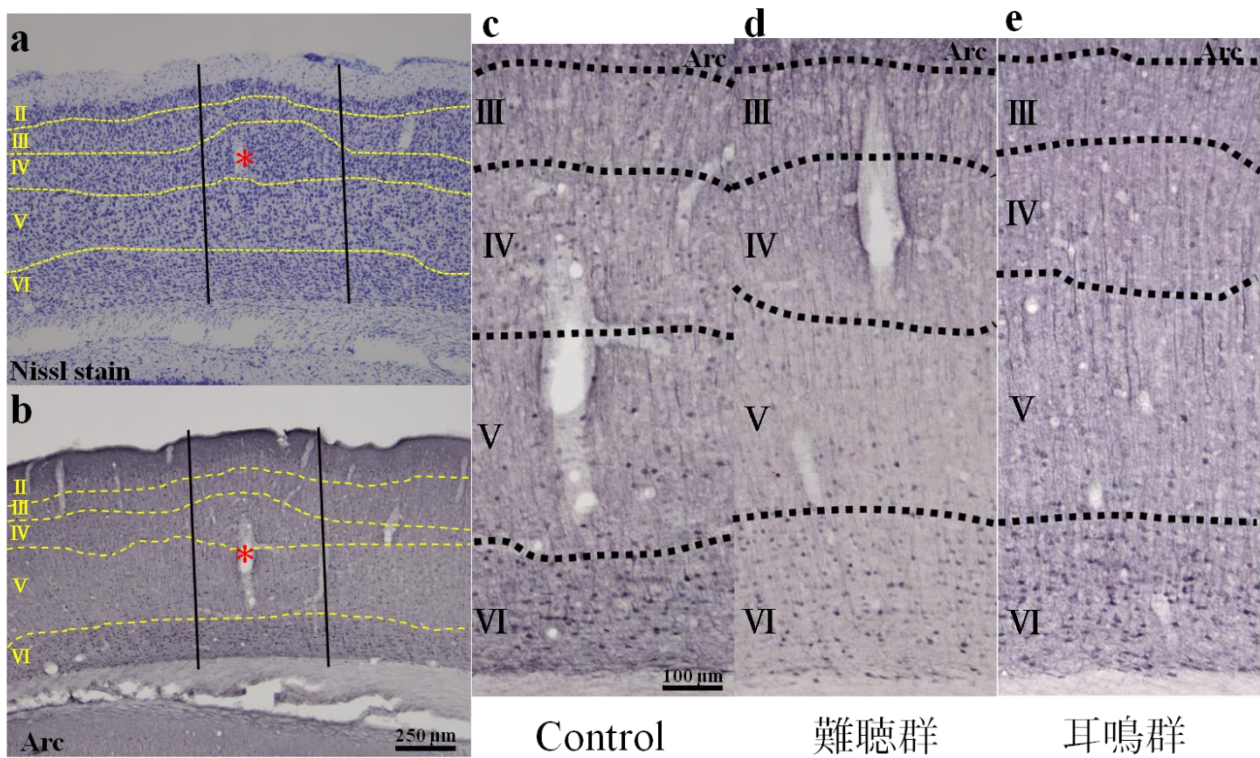 a
II
III
IV
V
VI
Nissl stain
b
II
III
IV
V
VI
Arc
250 μm
c
Arc
III
IV
V
VI
100 μm
Control
d
Arc
III
IV
V
VI
難聴群
e
Arc
III
IV
V
VI
耳鳴群